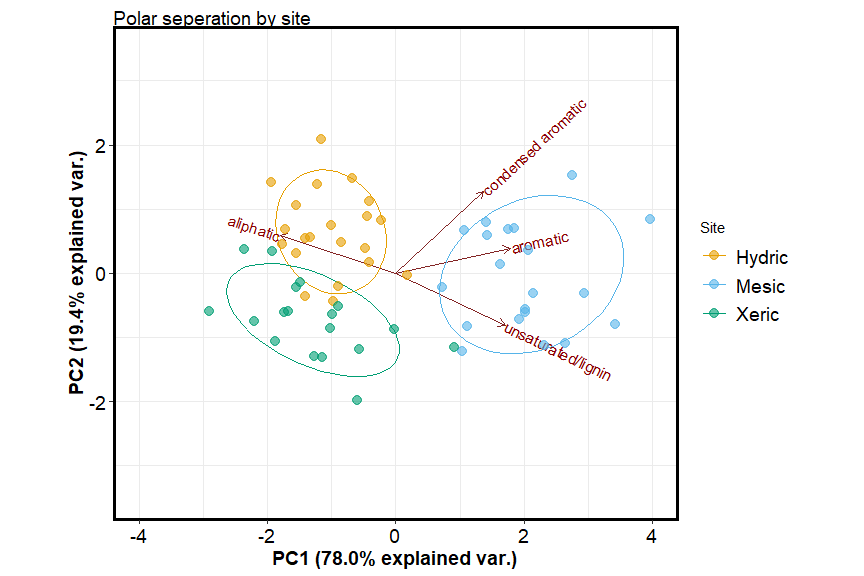 Polar seperation by site
condensed aromatic
aliphatic
aromatic
unsaturated/lignin
2
0
-2
PC2 (19.4% explained var.)
-4
-2
0
2
4
PC1 (78.0% explained var.)
Site
Hydric
Mesic
Xeric